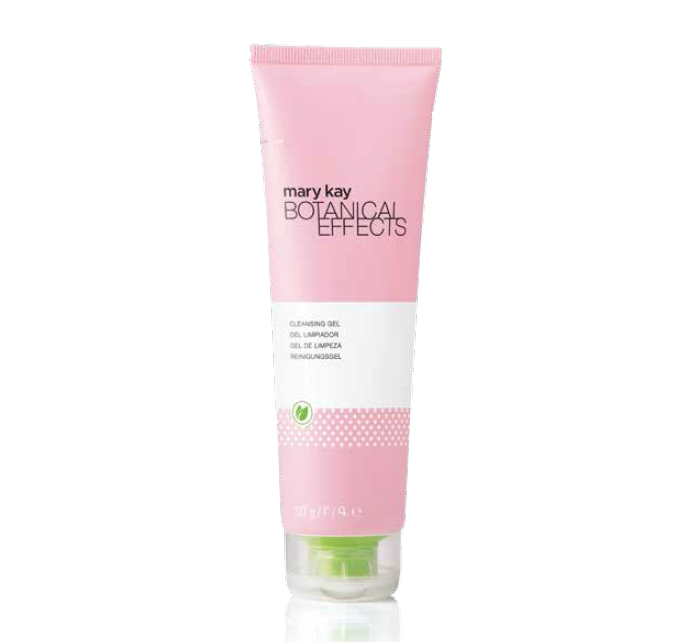 mary kay
BOTANICAL
EFFECTS
CLEANSING GEL
GEL LIMPIADOR
GEL DE LIMPEZA
REINIGUNGSGEL